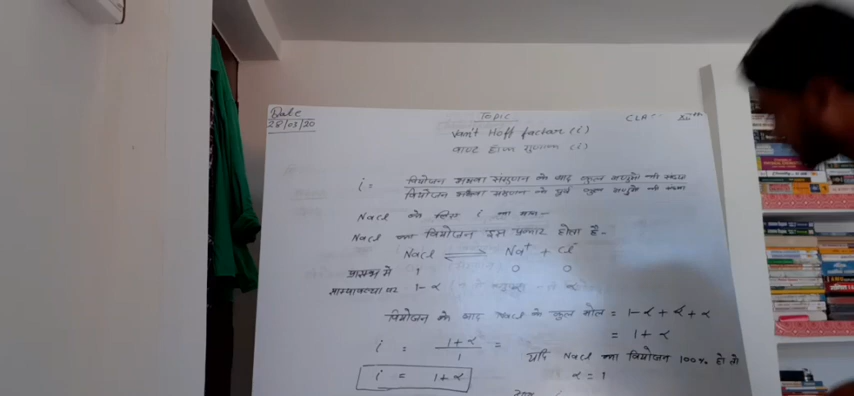 Date
28/03/20
Topic
Van't Hoff factor (i)
वाण्ट हॉफ गुणांक (i)
i = वियोजन अथवा संगुणन के बाद कुल अणुओं की संख्या
वियोजन अथवा संगुणन के पूर्व कुल अणुओं की संख्या
NaCl के लिए i का मान-
NaCl का वियोजन इस प्रकार होता है-
NaCl ⇌ Na⁺ + Cl⁻
प्रारम्भ में 1 0 0
साम्यावस्था पर 1-α α
वियोजन के बाद NaCl के कुल मोल = 1-α + α + α
= 1 + α
i = 1+α / 1 =
यदि NaCl का वियोजन 100% हो तो
i = 1+α
α = 1